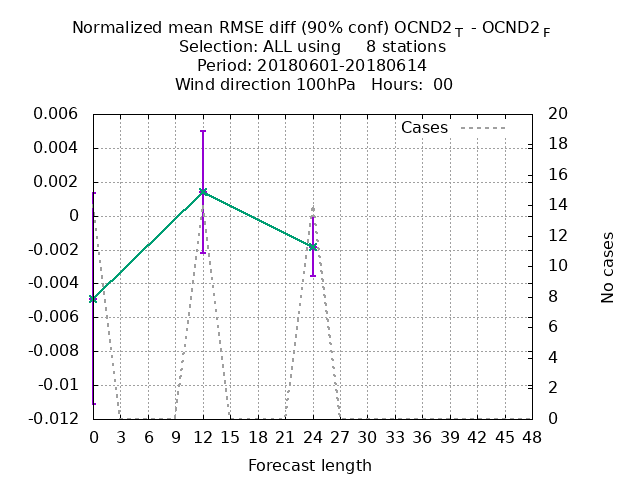 Normalized mean RMSE diff (90% conf) OCND2 T - OCND2 F
Selection: ALL using 8 stations
Period: 20180601-20180614
Wind direction 100hPa Hours: 00
Cases
0.006
0.004
0.002
0
-0.002
-0.004
-0.006
-0.008
-0.01
-0.012
20
18
16
14
12
10
8
6
4
2
0
No cases
0 3 6 9 12 15 18 21 24 27 30 33 36 39 42 45 48
Forecast length